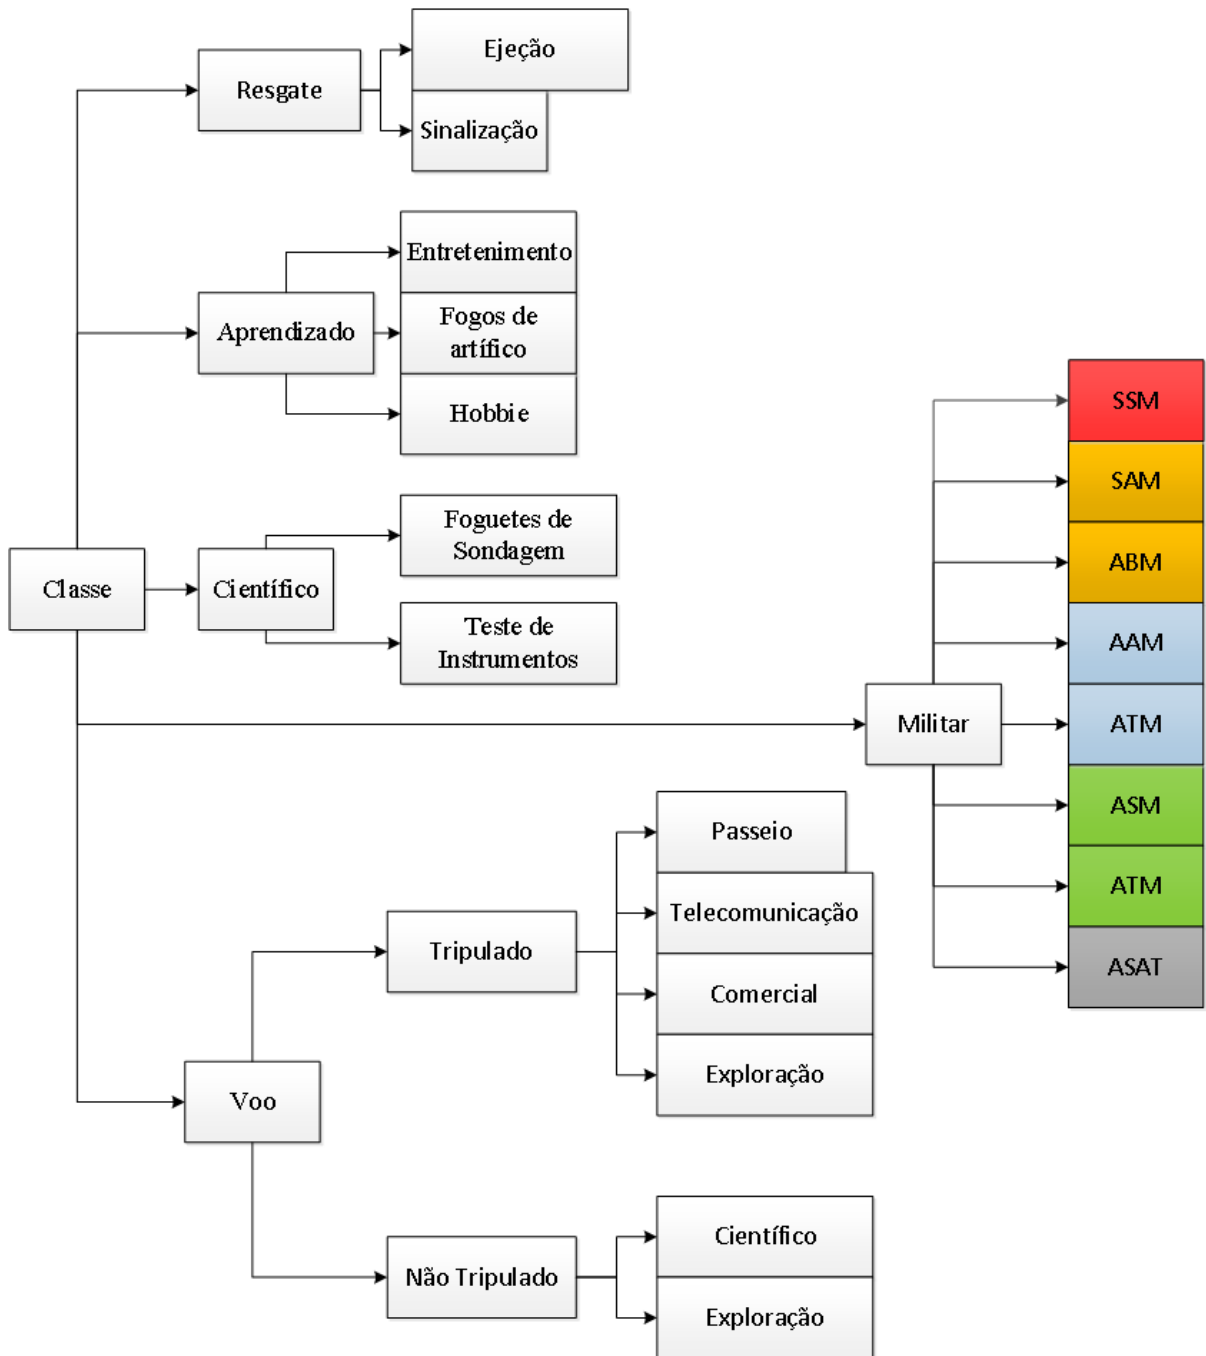 Ejeção
Resgate
Sinalização
Entretenimento
Aprendizado
Fogos de
artífico
Hobbie
SSM
SAM
Foguetes de
Sondagem
ABM
Classe
Científico
Teste de
Instrumentos
AAM
Militar
ATM
ASM
Passeio
ATM
Telecomunicação
Tripulado
ASAT
Comercial
Exploração
Voo
Científico
Não Tripulado
Exploração